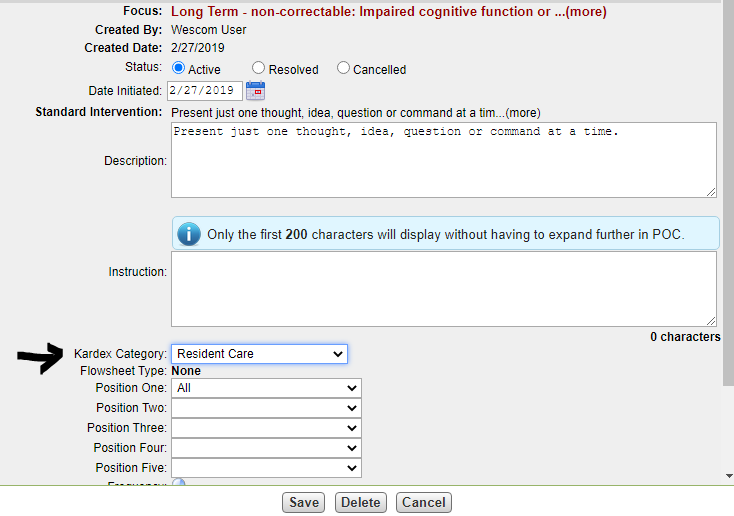 Focus: Long Term - non-correctable: Impaired cognitive function or ...(more)
Created By: Wescom User
Created Date: 2/27/2019
Status: Active Resolved Cancelled
Date Initiated: 2/27/2019
Standard Intervention: Present just one thought, idea, question or command at a tim...(more)
Present just one thought, idea, question or command at a time.
Description:
Only the first 200 characters will display without having to expand further in POC.
Instruction:
0 characters
Kardex Category: Resident Care
Flowsheet Type: None
Position One: All
Position Two:
Position Three:
Position Four:
Position Five:
Frequency:
Save Delete Cancel